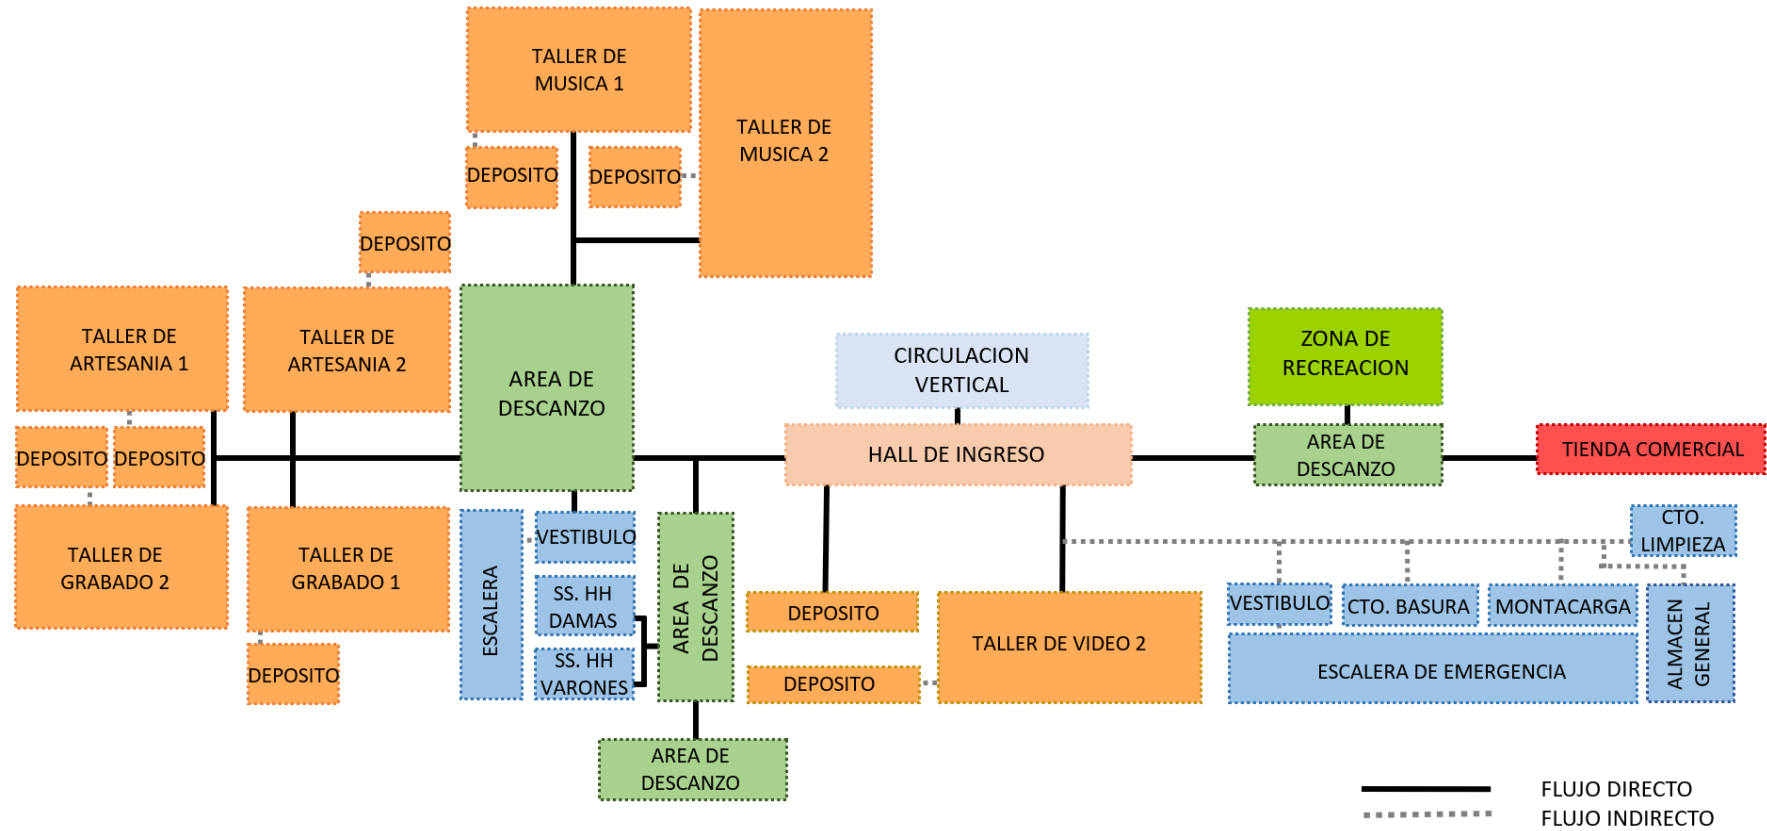 TALLER DE
MUSICA 1
TALLER DE
MUSICA 2
DEPOSITO
DEPOSITO
DEPOSITO
TALLER DE
ARTESANIA 1
TALLER DE
ARTESANIA 2
AREA DE
DESCANZO
CIRCULACION
VERTICAL
ZONA DE
RECREACION
HALL DE INGRESO
AREA DE
DESCANZO
TIENDA COMERCIAL
DEPOSITO
DEPOSITO
TALLER DE
GRABADO 2
TALLER DE
GRABADO 1
DEPOSITO
ESCALERA
VESTIBULO
SS. HH
DAMAS
SS. HH
VARONES
AREA DE
DESCANZO
AREA DE
DESCANZO
DEPOSITO
DEPOSITO
TALLER DE VIDEO 2
CTO.
LIMPIEZA
VESTIBULO
CTO. BASURA
MONTACARGA
ESCALERA DE EMERGENCIA
ALMACEN
GENERAL
FLUJO DIRECTO
FLUJO INDIRECTO